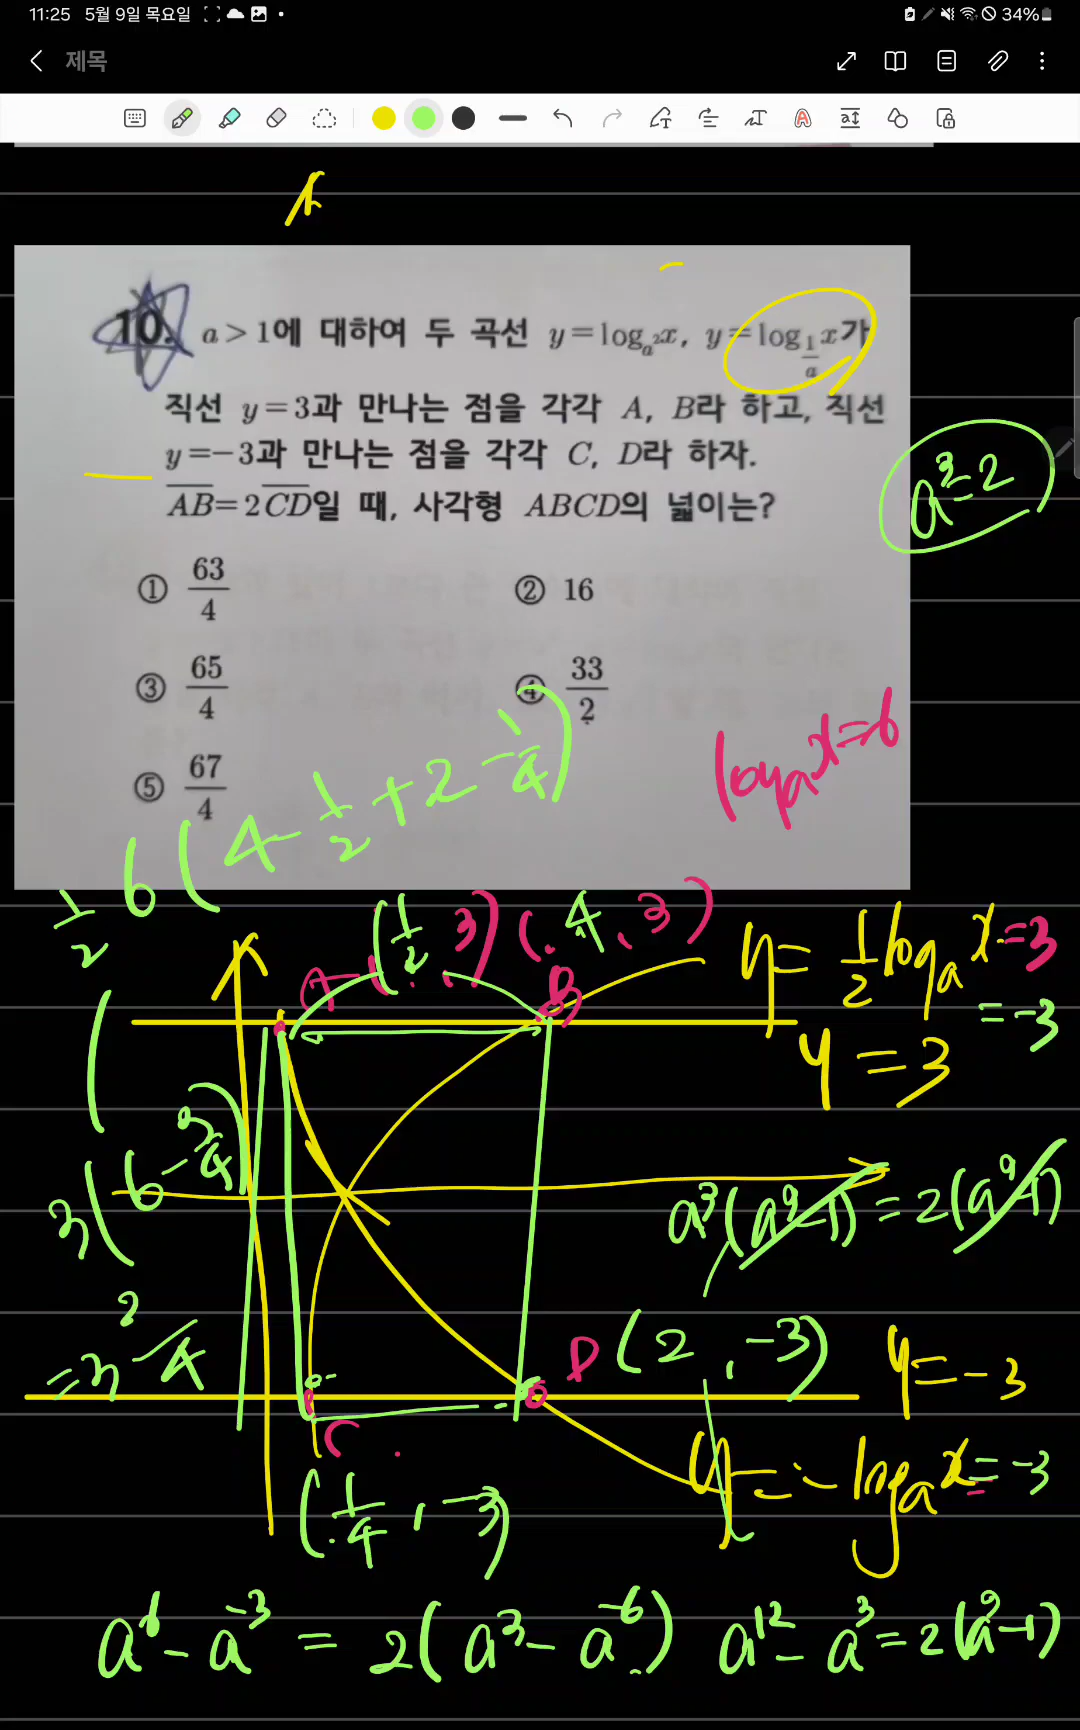 11:25 5월 9일 목요일
34%
제목
10. a > 1에 대하여 두 곡선 y = log_{a²}x, y = log_{1/a}x가
직선 y = 3과 만나는 점을 각각 A, B라 하고, 직선
y = −3과 만나는 점을 각각 C, D라 하자.
AB = 2CD일 때, 사각형 ABCD의 넓이는?
a³=2
① 63/4
② 16
③ 65/4
④ 33/2
⑤ 67/4
log_a x=6
1/2 6(4-1/2+2-1/4)
A (1/2, 3) (4, 3)
B
y= 1/2 log_a x=3
=-3
y=3
a³(a⁹-1)=2(a⁹-1)
D (2, -3)
y=-3
C
y=- log_a x=-3
(1/4, -3)
a⁶-a⁻³ = 2(a³-a⁻⁶) a¹²-a³=2(a⁹-1)